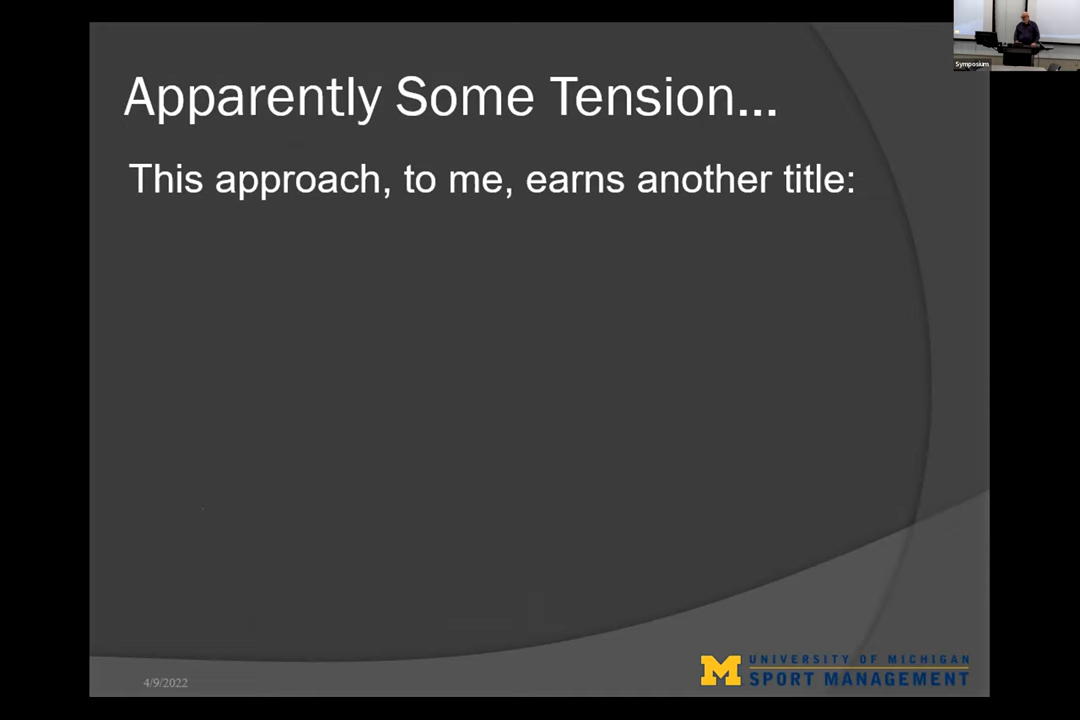 Symposium
Apparently Some Tension...
This approach, to me, earns another title:
UNIVERSITY OF MICHIGAN
SPORT MANAGEMENT
4/9/2022